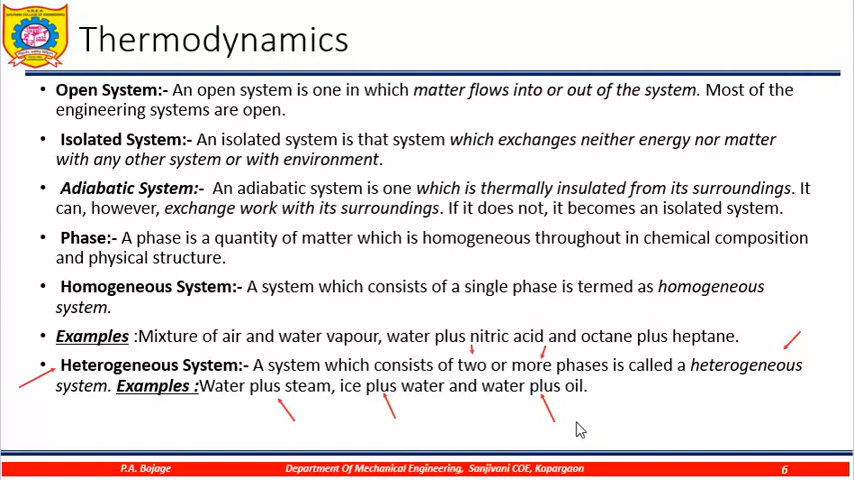 Thermodynamics
• Open System:- An open system is one in which matter flows into or out of the system. Most of the
engineering systems are open.
• Isolated System:- An isolated system is that system which exchanges neither energy nor matter
with any other system or with environment.
• Adiabatic System:- An adiabatic system is one which is thermally insulated from its surroundings. It
can, however, exchange work with its surroundings. If it does not, it becomes an isolated system.
• Phase:- A phase is a quantity of matter which is homogeneous throughout in chemical composition
and physical structure.
• Homogeneous System:- A system which consists of a single phase is termed as homogeneous
system.
• Examples :Mixture of air and water vapour, water plus nitric acid and octane plus heptane.
• Heterogeneous System:- A system which consists of two or more phases is called a heterogeneous
system. Examples :Water plus steam, ice plus water and water plus oil.
P.A. Bojage Department Of Mechanical Engineering, Sanjivani COE, Kopargaon 6